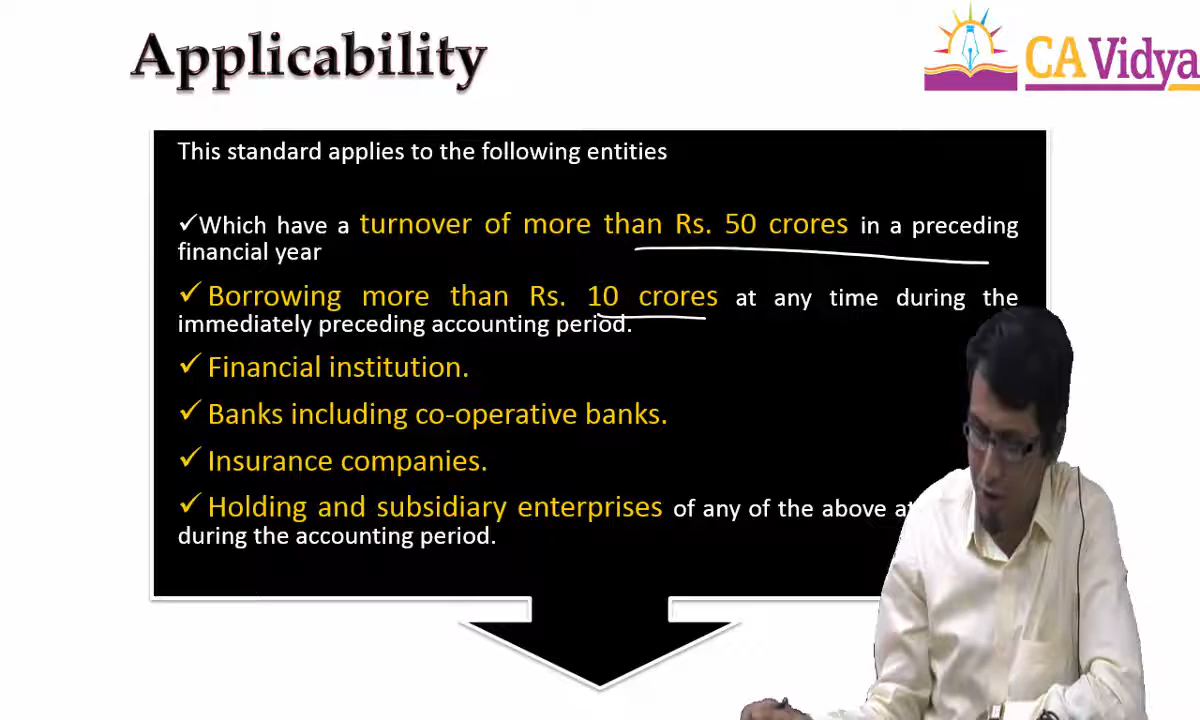 Applicability
CA Vidya
This standard applies to the following entities
✓Which have a turnover of more than Rs. 50 crores in a preceding
financial year
✓ Borrowing more than Rs. 10 crores at any time during the
immediately preceding accounting period.
✓ Financial institution.
✓ Banks including co-operative banks.
✓ Insurance companies.
✓ Holding and subsidiary enterprises of any of the above
during the accounting period.